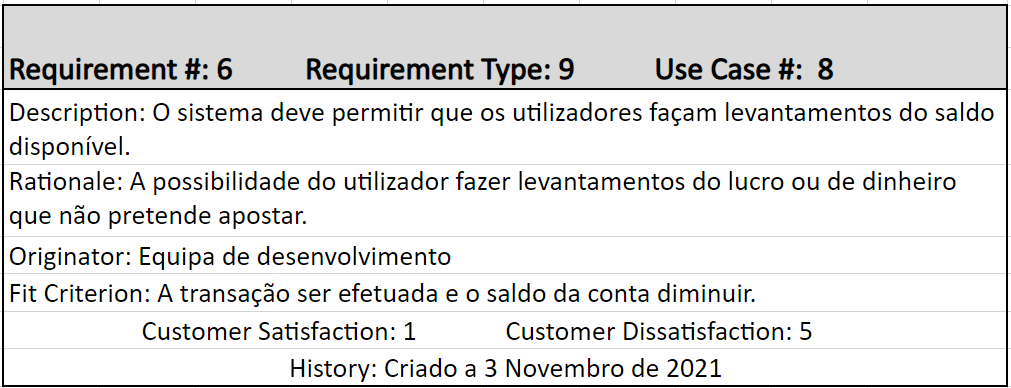 Requirement #: 6 Requirement Type: 9 Use Case #: 8
Description: O sistema deve permitir que os utilizadores façam levantamentos do saldo
disponível.
Rationale: A possibilidade do utilizador fazer levantamentos do lucro ou de dinheiro
que não pretende apostar.
Originator: Equipa de desenvolvimento
Fit Criterion: A transação ser efetuada e o saldo da conta diminuir.
Customer Satisfaction: 1 Customer Dissatisfaction: 5
History: Criado a 3 Novembro de 2021